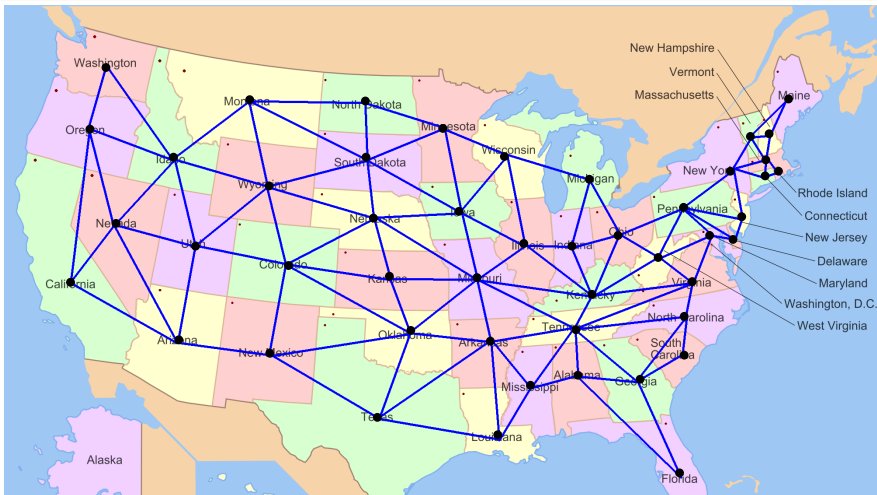 New Hampshire
Vermont
Massachusetts
Washington
Montana
North Dakota
Maine
Oregon
Minnesota
Idaho
Wisconsin
South Dakota
New York
Michigan
Wyoming
Rhode Island
Connecticut
Pennsylvania
Nebraska
Iowa
Nevada
Ohio
New Jersey
Utah
Illinois
Indiana
Delaware
Colorado
Kansas
Missouri
Maryland
California
Virginia
Kentucky
Washington, D.C.
North Carolina
West Virginia
Oklahoma
Tennessee
Arizona
Arkansas
South
Carolina
New Mexico
Alabama
Georgia
Mississippi
Texas
Louisiana
Alaska
Florida